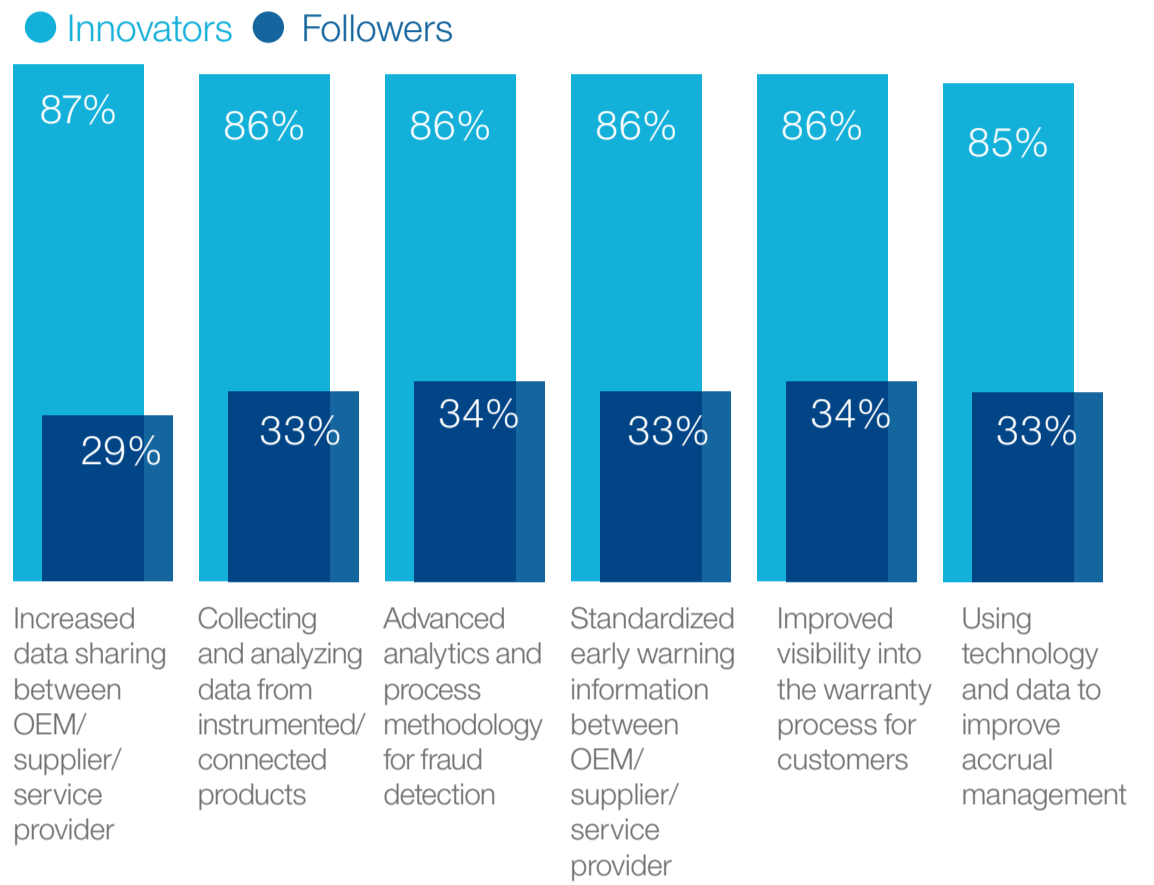 Innovators Followers
87%
86%
86%
86%
86%
85%
29%
33%
34%
33%
34%
33%
Increased
data sharing
between
OEM/
supplier/
service
provider
Collecting
and analyzing
data from
instrumented/
connected
products
Advanced
analytics and
process
methodology
for fraud
detection
Standardized
early warning
information
between
OEM/
supplier/
service
provider
Improved
visibility into
the warranty
process for
customers
Using
technology
and data to
improve
accrual
management